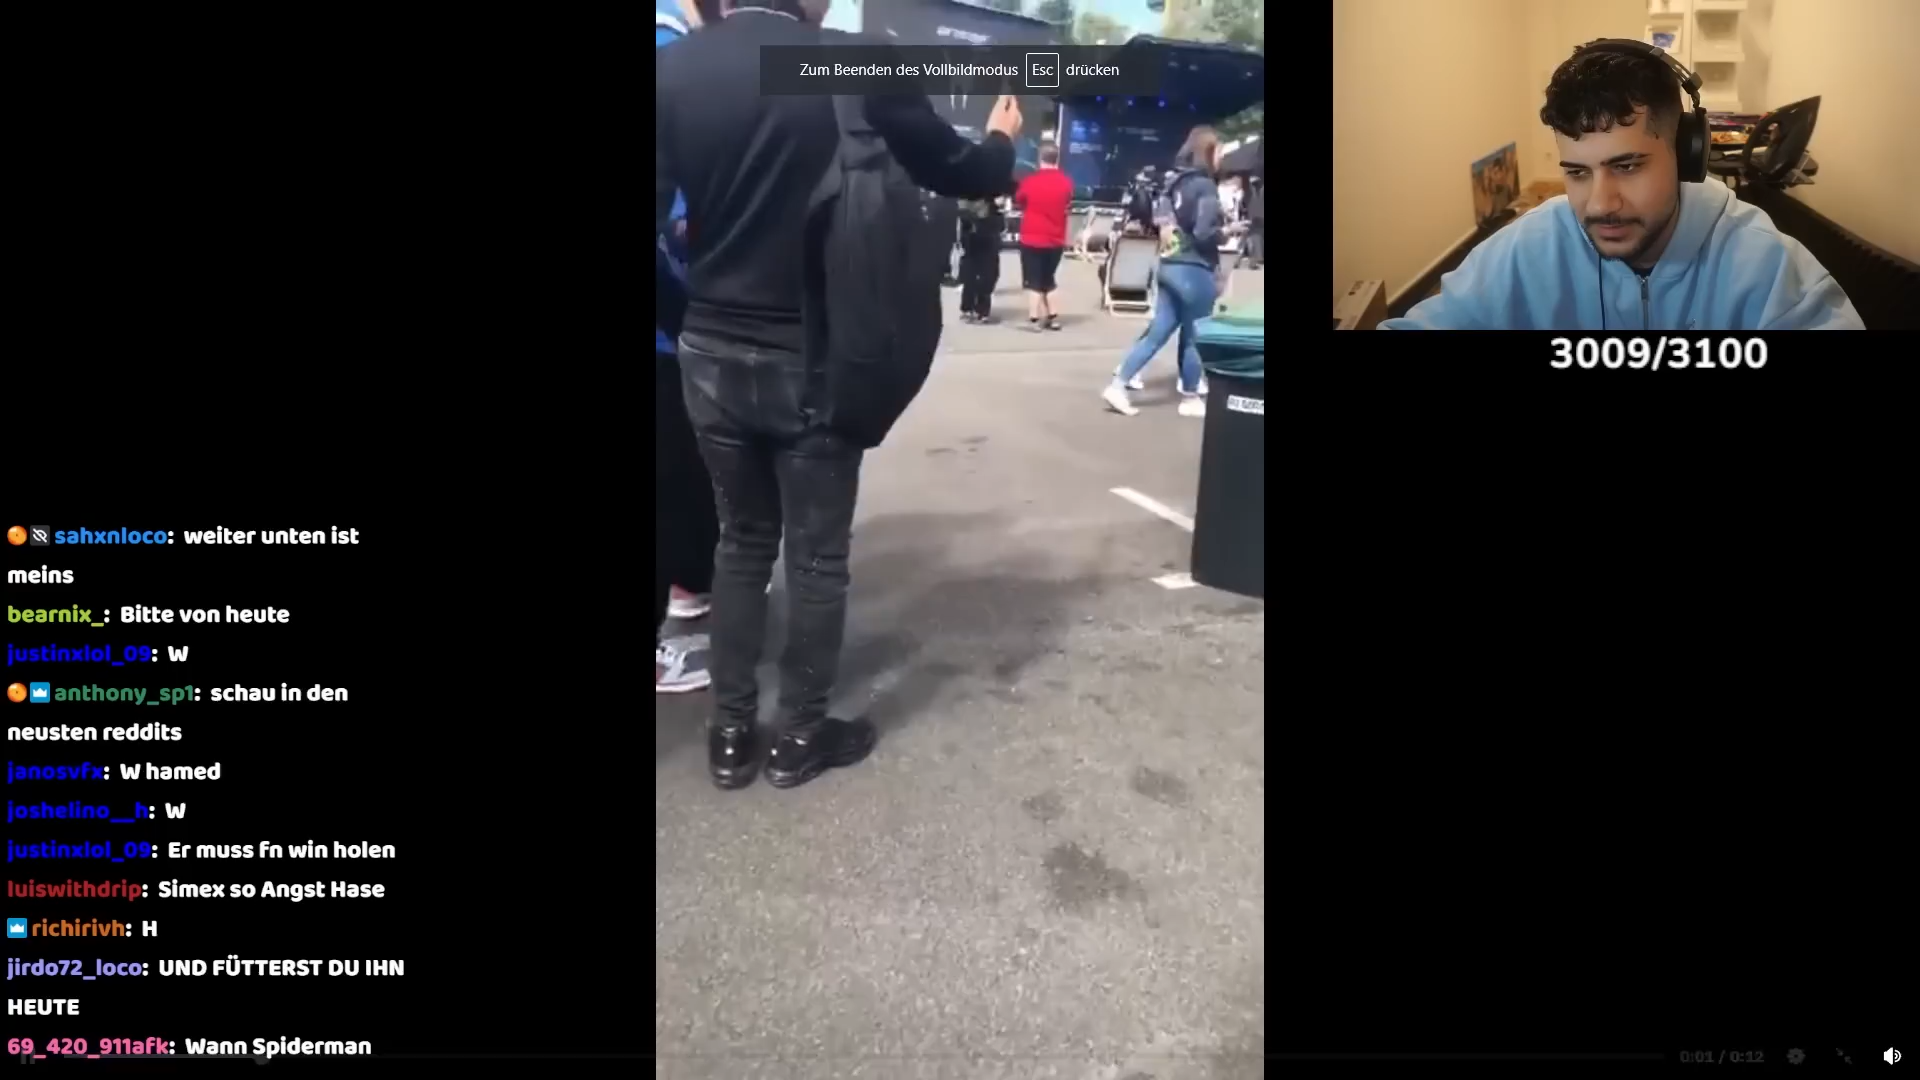 Zum Beenden des Vollbildmodus Esc drücken
3009/3100
sahxnloco: weiter unten ist
meins
bearnix_: Bitte von heute
justinxlol_09: W
anthony_sp1: schau in den
neusten reddits
janosvfx: W hamed
joshelino__h: W
justinxlol_09: Er muss fn win holen
luiswithdrip: Simex so Angst Hase
richirivh: H
jirdo72_loco: UND FÜTTERST DU IHN
HEUTE
69_420_911afk: Wann Spiderman
0:01 / 0:12